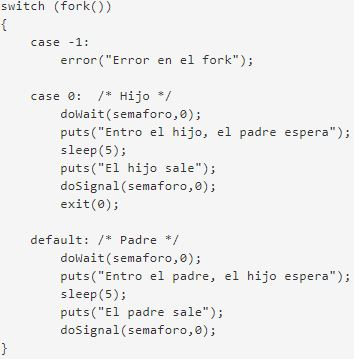 switch (fork())
{
    case -1:
        error("Error en el fork");

    case 0:  /* Hijo */
        doWait(semaforo,0);
        puts("Entro el hijo, el padre espera");
        sleep(5);
        puts("El hijo sale");
        doSignal(semaforo,0);
        exit(0);

    default: /* Padre */
        doWait(semaforo,0);
        puts("Entro el padre, el hijo espera");
        sleep(5);
        puts("El padre sale");
        doSignal(semaforo,0);
}